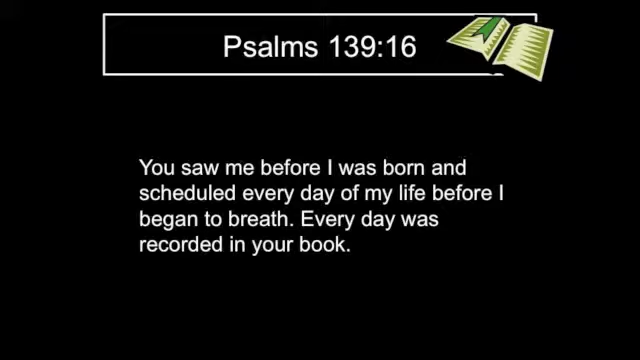 Psalms 139:16
You saw me before I was born and
scheduled every day of my life before I
began to breath. Every day was
recorded in your book.